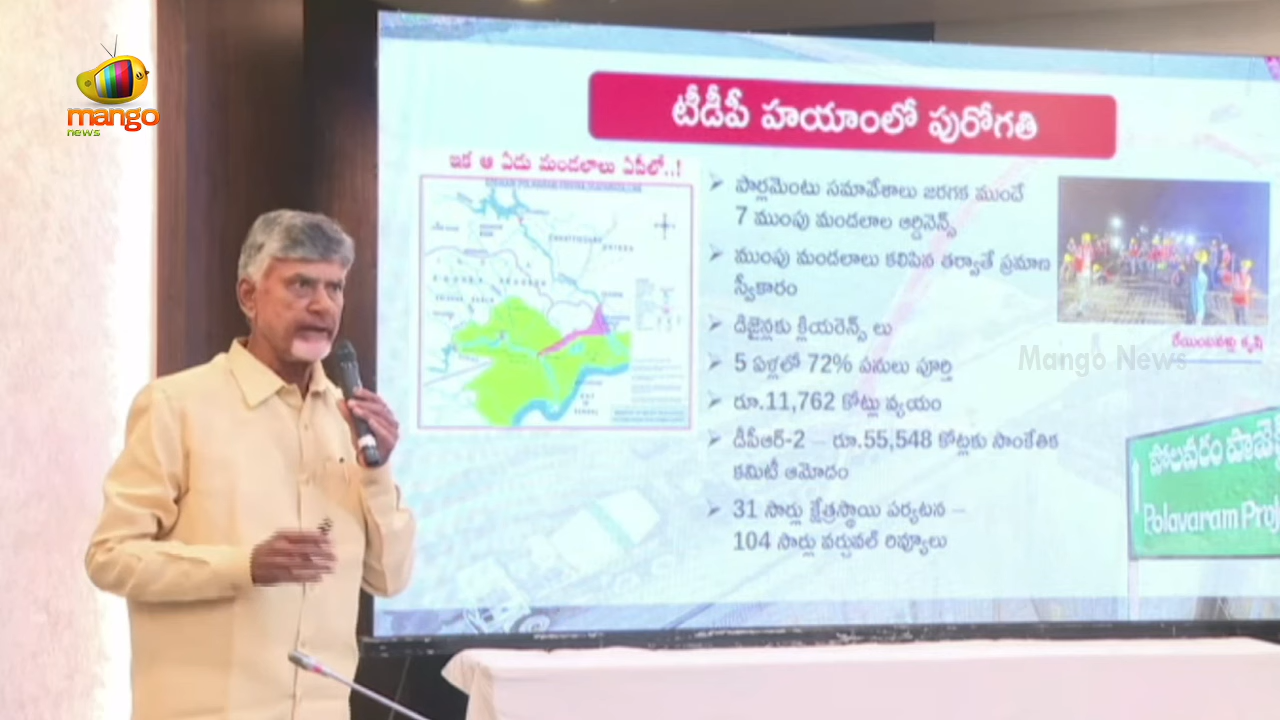 mango
news
టీడీపీ హయాంలో పురోగతి
ఇక ఆ ఏడు మండలాలు ఏపీలో..!
పార్లమెంటు సమావేశాలు జరగక ముందే
7 ముంపు మండలాల ఆర్డినెన్స్
ముంపు మండలాలు కలిపిన తర్వాతే ప్రమాణ
స్వీకారం
డిజైన్లకు క్లియరెన్స్ లు
5 ఏళ్లలో 72% పనులు పూర్తి
రూ.11,762 కోట్లు వ్యయం
డీపీఆర్-2 – రూ.55,548 కోట్లకు సాంకేతిక
కమిటీ ఆమోదం
31 సార్లు క్షేత్రస్థాయి పర్యటన –
104 సార్లు వర్చువల్ రివ్యూలు
రేయింబవళ్లు కృషి
Mango News
పోలవరం
Polavaram